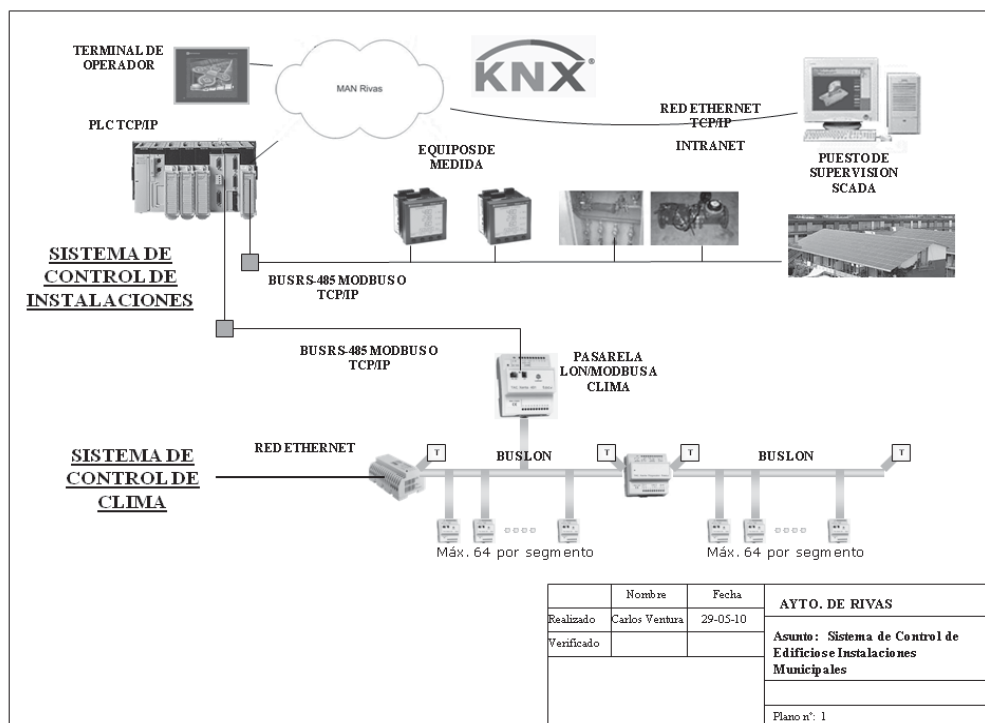 TERMINAL DE
OPERADOR
MAN Rivas
KNX®
RED ETHERNET
TCP/IP
INTRANET
PLC TCP/IP
EQUIPOS DE
MEDIDA
PUESTO DE
SUPERVISION
SCADA
SISTEMA DE
CONTROL DE
INSTALACIONES
BUS RS-485 MODBUS O
TCP/IP
BUS RS-485 MODBUS O
TCP/IP
PASARELA
LON/MODBUS A
CLIMA
SISTEMA DE
CONTROL DE
CLIMA
RED ETHERNET
T
BUS LON
T
T
BUS LON
T
Máx. 64 por segmento
Máx. 64 por segmento
Nombre
Fecha
AYTO. DE RIVAS
Realizado
Carlos Ventura
29-05-10
Verificado
Asunto: Sistema de Control de
Edificios e Instalaciones
Municipales
Plano nº: 1